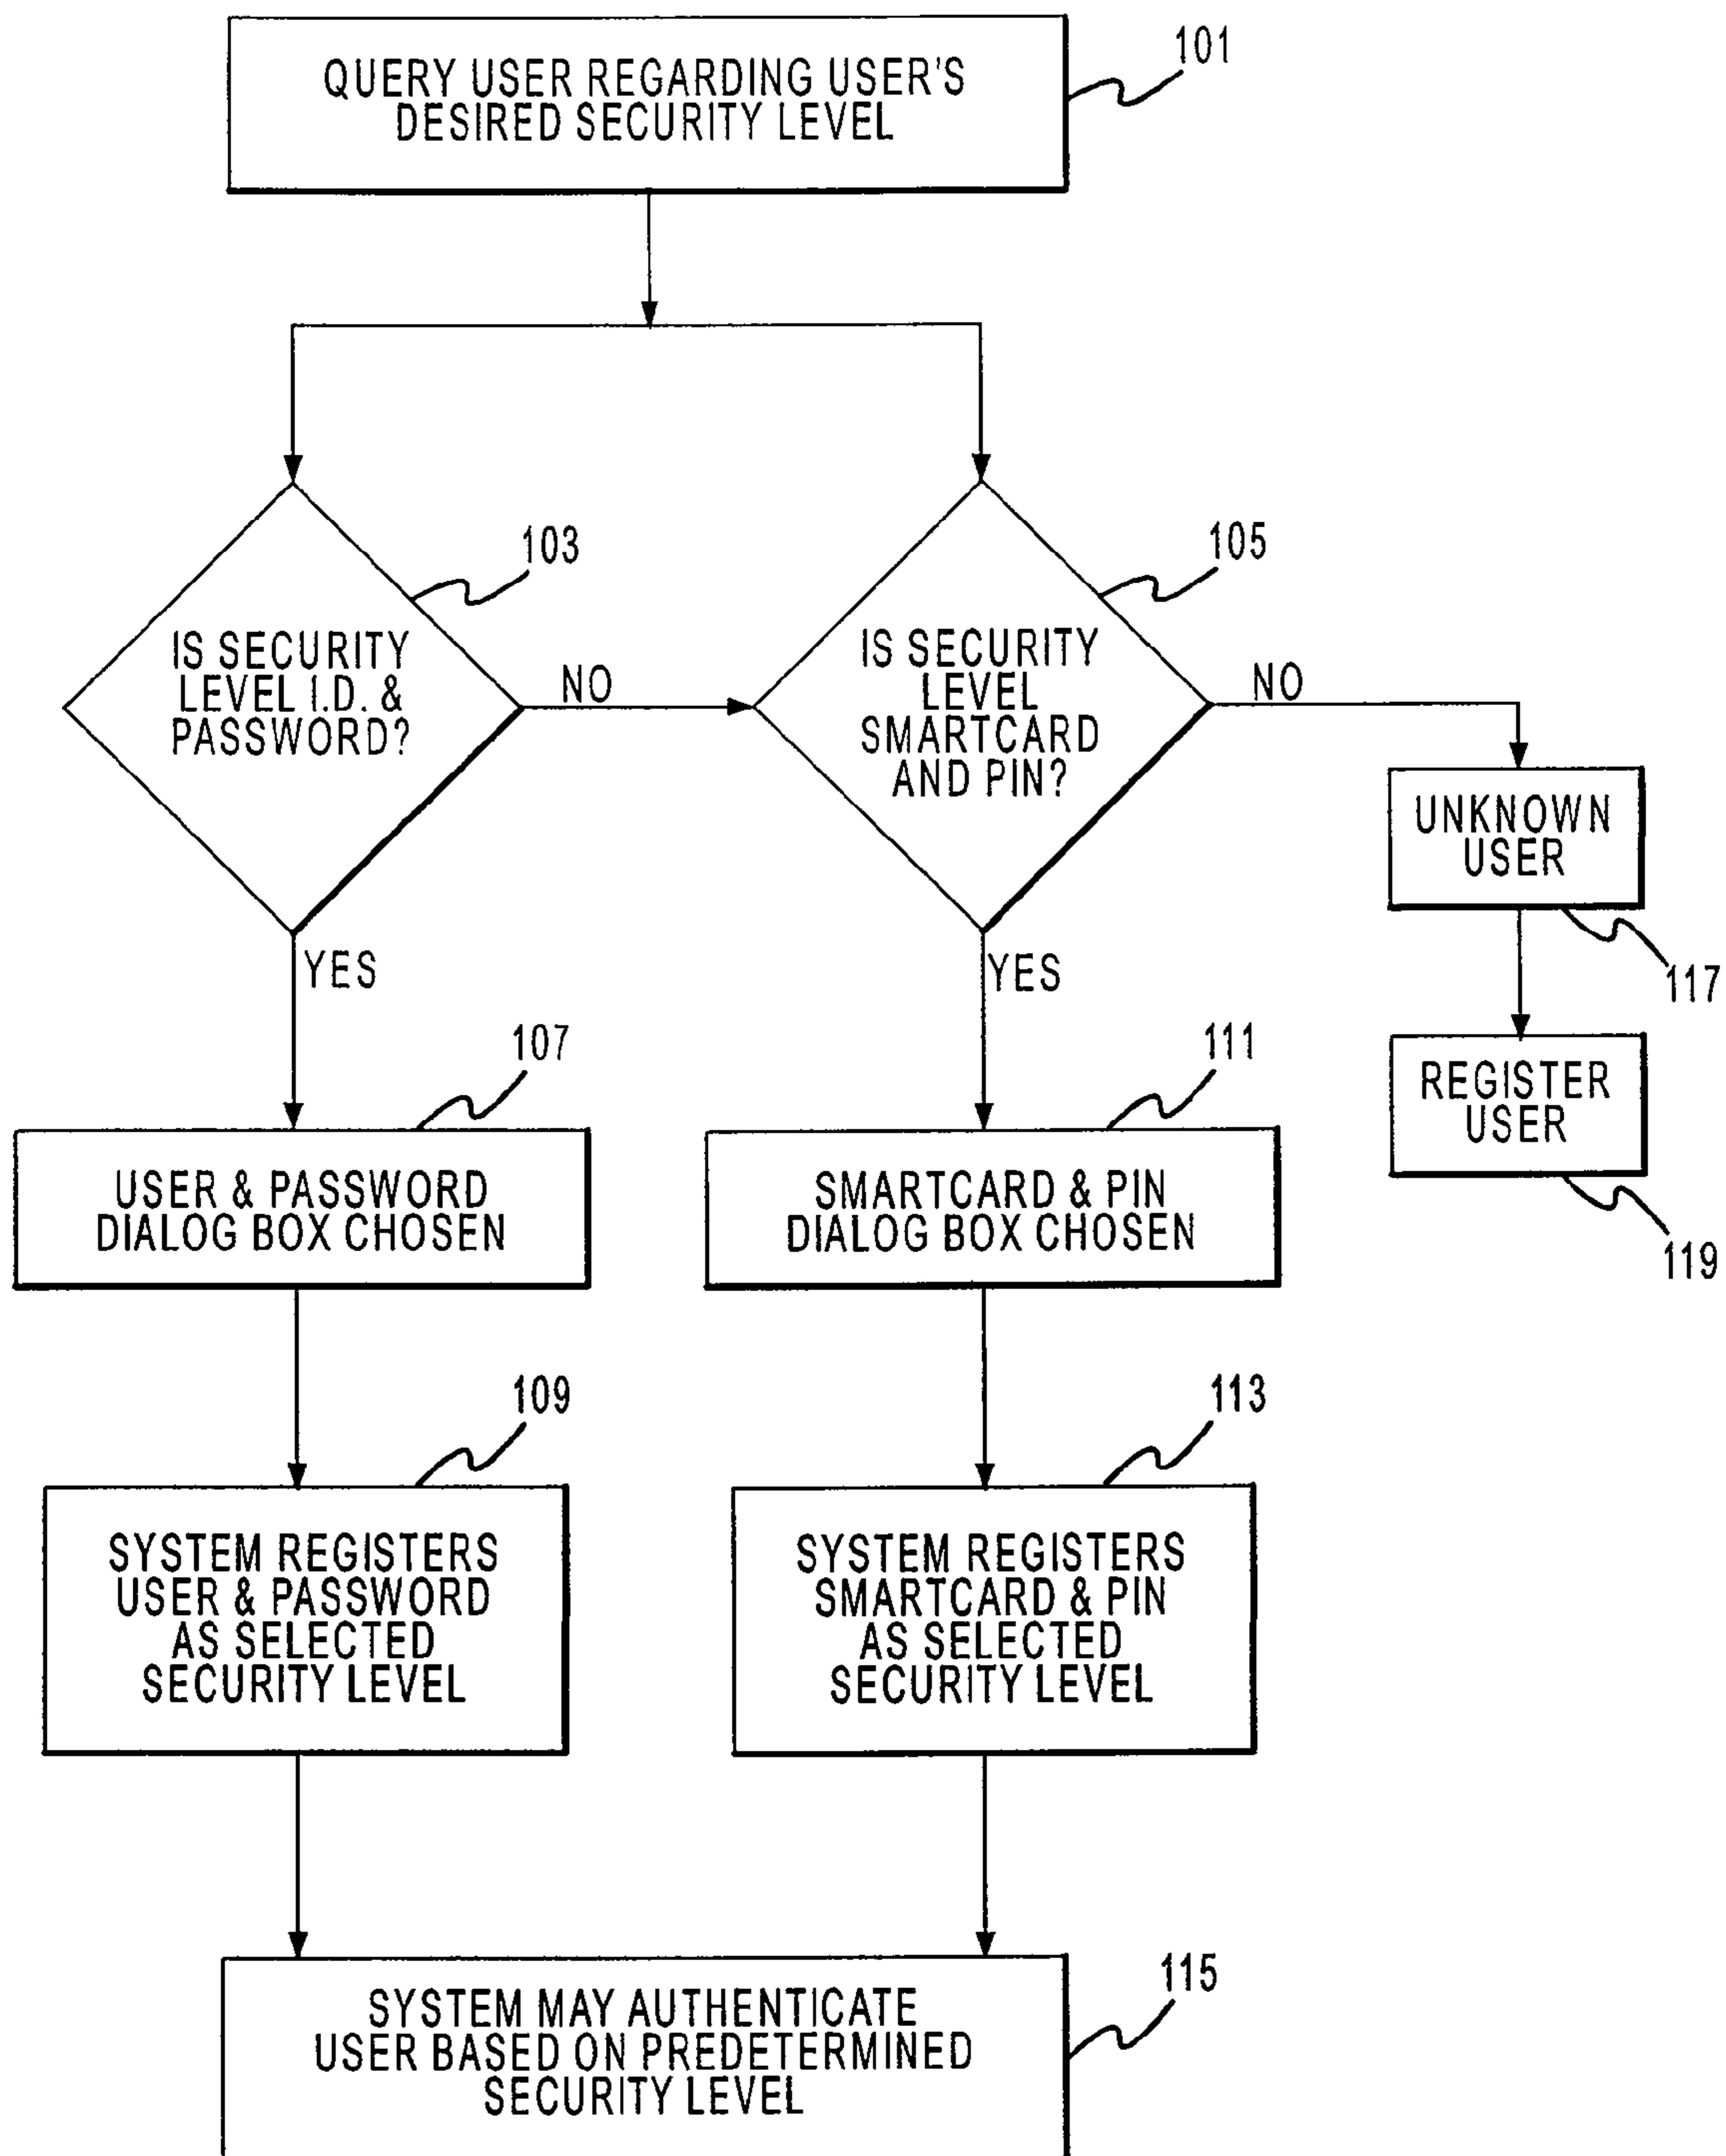 QUERY USER REGARDING USER'S
DESIRED SECURITY LEVEL
101
IS SECURITY
LEVEL I.D. &
PASSWORD?
103
NO
IS SECURITY
LEVEL
SMARTCARD
AND PIN?
105
NO
UNKNOWN
USER
117
YES
YES
REGISTER
USER
119
107
USER & PASSWORD
DIALOG BOX CHOSEN
111
SMARTCARD & PIN
DIALOG BOX CHOSEN
109
SYSTEM REGISTERS
USER & PASSWORD
AS SELECTED
SECURITY LEVEL
113
SYSTEM REGISTERS
SMARTCARD & PIN
AS SELECTED
SECURITY LEVEL
SYSTEM MAY AUTHENTICATE
USER BASED ON PREDETERMINED
SECURITY LEVEL
115